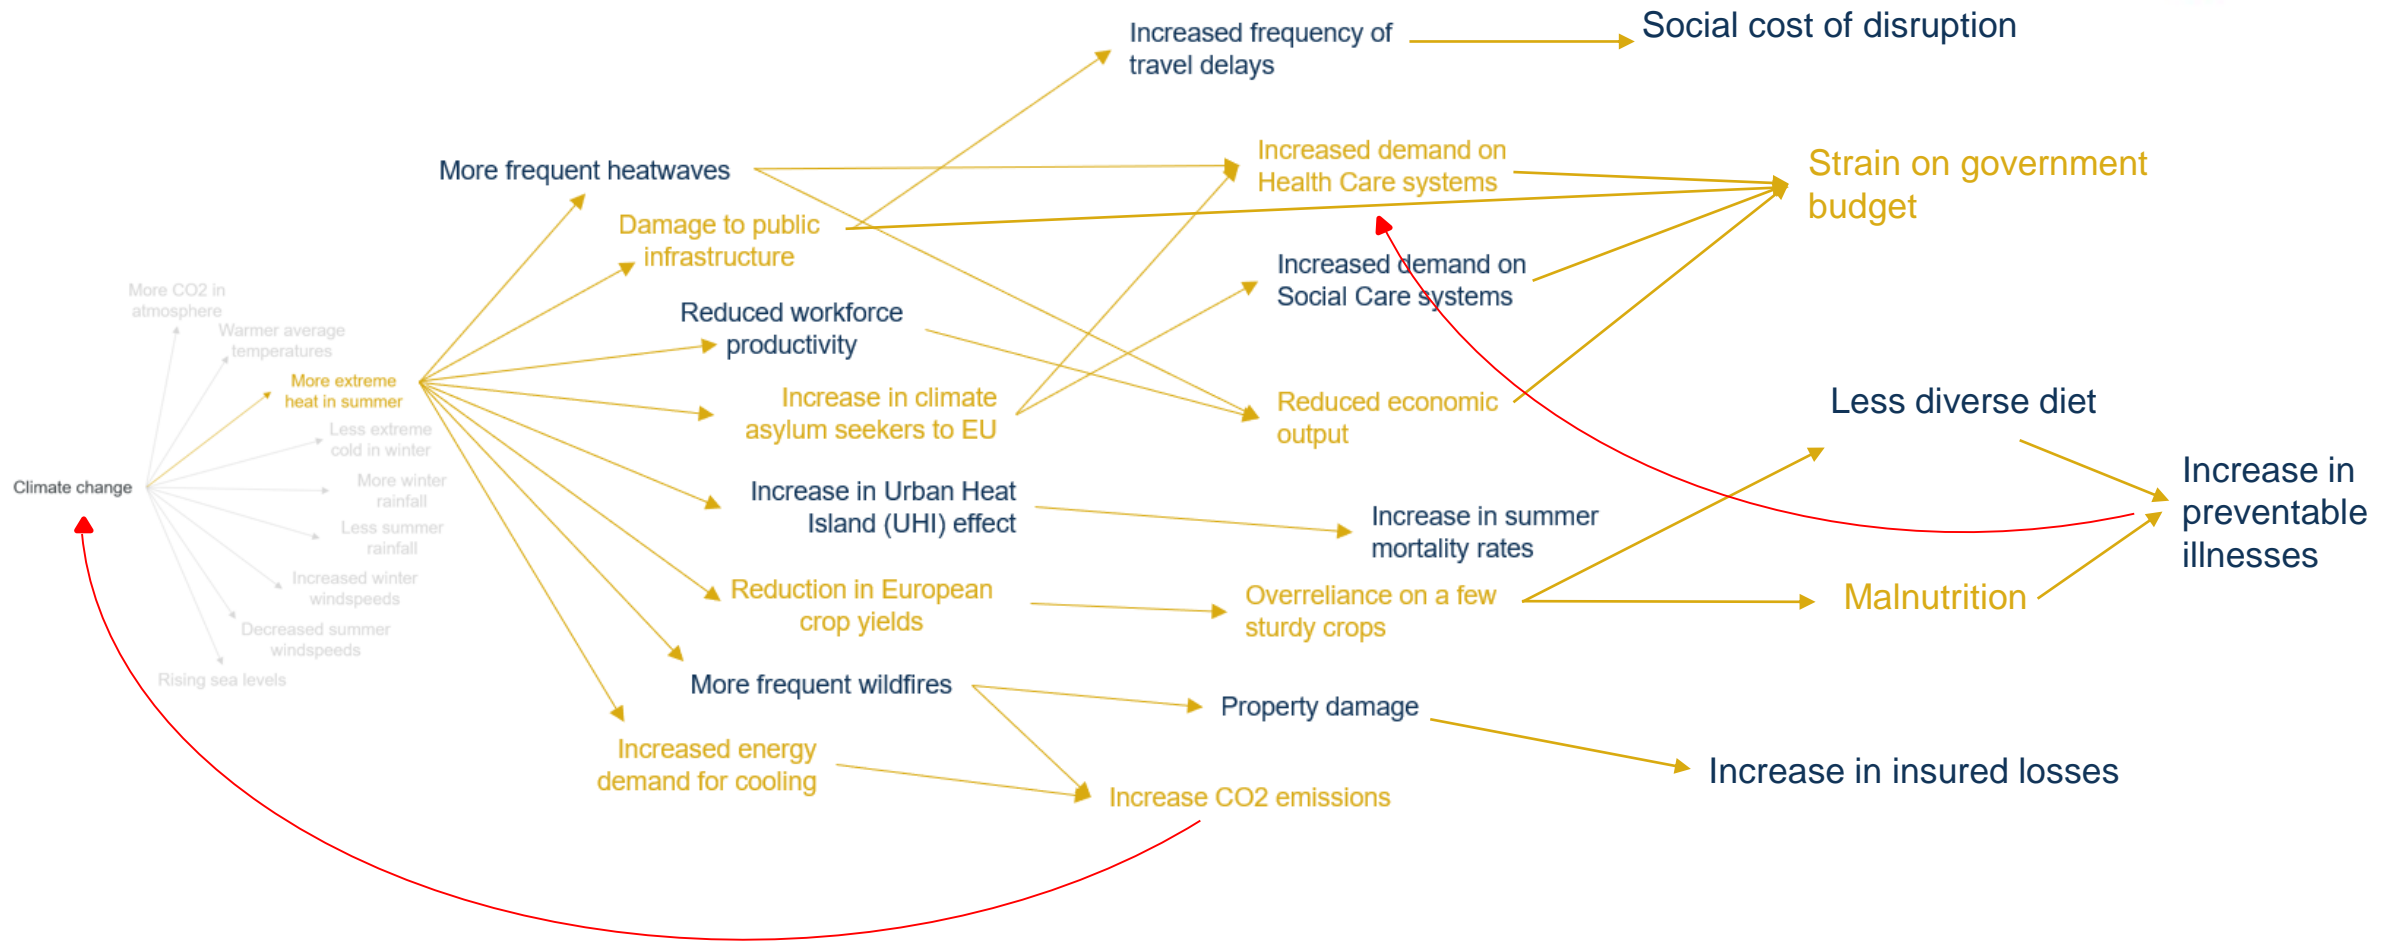 Climate change
More CO2 in
atmosphere
Warmer average
temperatures
More extreme
heat in summer
Less extreme
cold in winter
More winter
rainfall
Less summer
rainfall
Increased winter
windspeeds
Decreased summer
windspeeds
Rising sea levels
More frequent heatwaves
Damage to public
infrastructure
Reduced workforce
productivity
Increase in climate
asylum seekers to EU
Increase in Urban Heat
Island (UHI) effect
Reduction in European
crop yields
More frequent wildfires
Increased energy
demand for cooling
Increased frequency of
travel delays
Increased demand on
Health Care systems
Increased demand on
Social Care systems
Reduced economic
output
Increase in summer
mortality rates
Overreliance on a few
sturdy crops
Property damage
Increase CO2 emissions
Social cost of disruption
Strain on government
budget
Less diverse diet
Malnutrition
Increase in insured losses
Increase in
preventable
illnesses